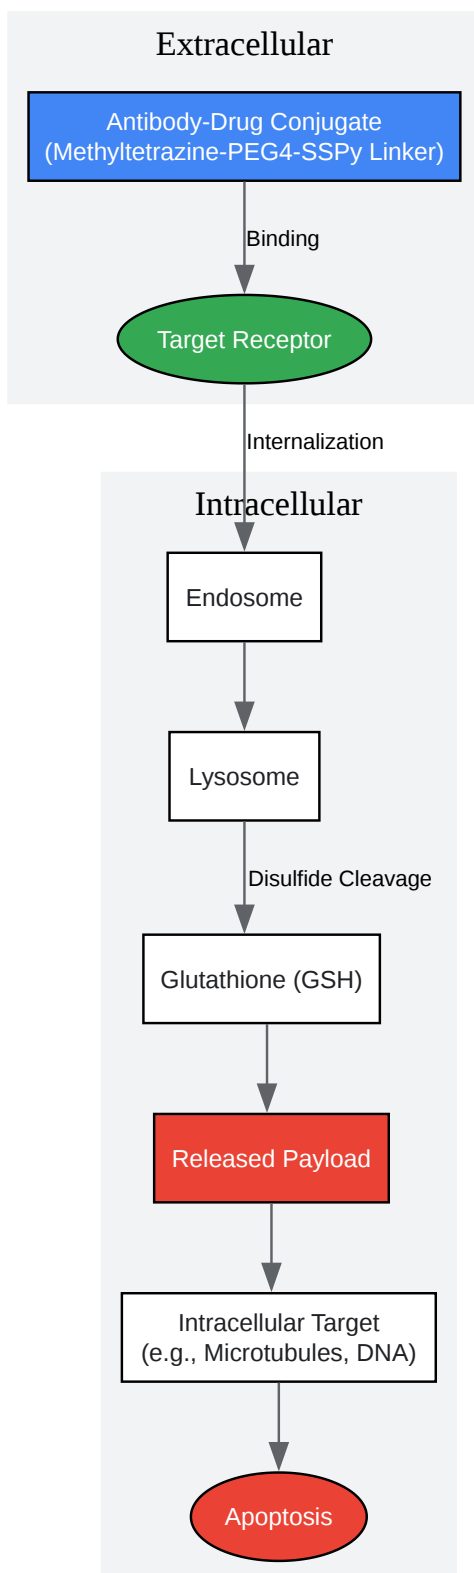 Extracellular
Antibody-Drug Conjugate
(Methyltetrazine-PEG4-SSPy Linker)
Binding
Target Receptor
Internalization
Intracellular
Endosome
Lysosome
Disulfide Cleavage
Glutathione (GSH)
Released Payload
Intracellular Target
(e.g., Microtubules, DNA)
Apoptosis